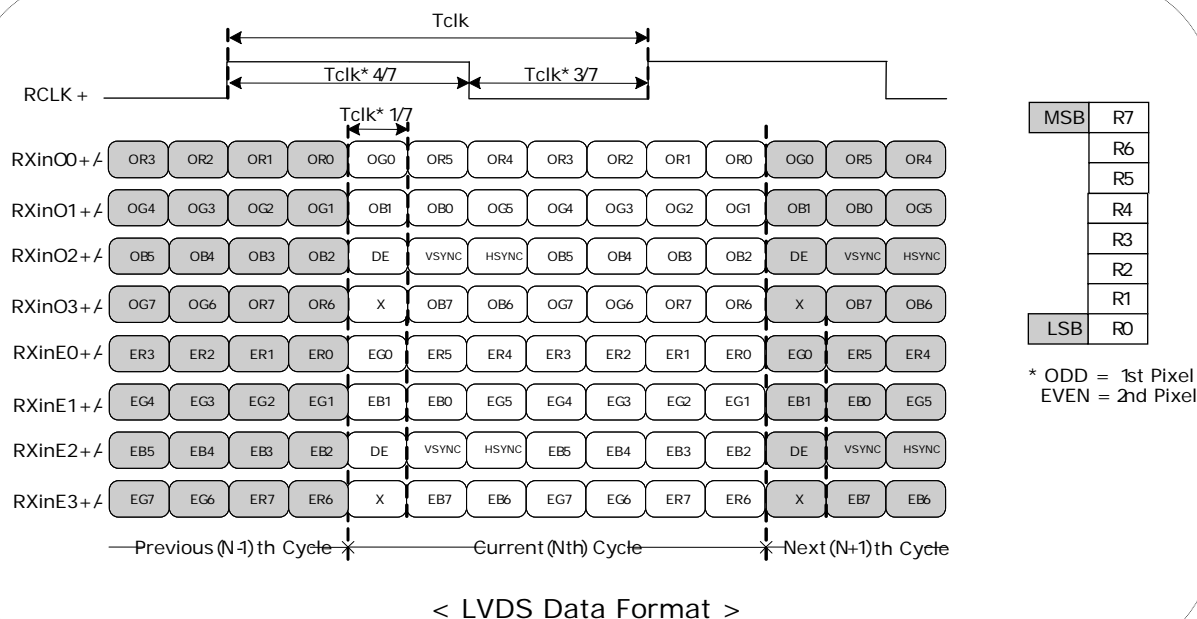 Tclk
Tclk* 4/7 Tclk* 3/7
RCLK +
Tclk* 1/7
RXinO0+/- OR3 OR2 OR1 OR0 OG0 OR5 OR4 OR3 OR2 OR1 OR0 OG0 OR5 OR4
RXinO1+/- OG4 OG3 OG2 OG1 OB1 OB0 OG5 OG4 OG3 OG2 OG1 OB1 OB0 OG5
RXinO2+/- OB5 OB4 OB3 OB2 DE VSYNC HSYNC OB5 OB4 OB3 OB2 DE VSYNC HSYNC
RXinO3+/- OG7 OG6 OR7 OR6 X OB7 OB6 OG7 OG6 OR7 OR6 X OB7 OB6
RXinE0+/- ER3 ER2 ER1 ER0 EG0 ER5 ER4 ER3 ER2 ER1 ER0 EG0 ER5 ER4
RXinE1+/- EG4 EG3 EG2 EG1 EB1 EB0 EG5 EG4 EG3 EG2 EG1 EB1 EB0 EG5
RXinE2+/- EB5 EB4 EB3 EB2 DE VSYNC HSYNC EB5 EB4 EB3 EB2 DE VSYNC HSYNC
RXinE3+/- EG7 EG6 ER7 ER6 X EB7 EB6 EG7 EG6 ER7 ER6 X EB7 EB6
Previous (N-1)th Cycle Current (Nth) Cycle Next (N+1)th Cycle
MSB R7
R6
R5
R4
R3
R2
R1
LSB R0
* ODD = 1st Pixel
EVEN = 2nd Pixel
< LVDS Data Format >